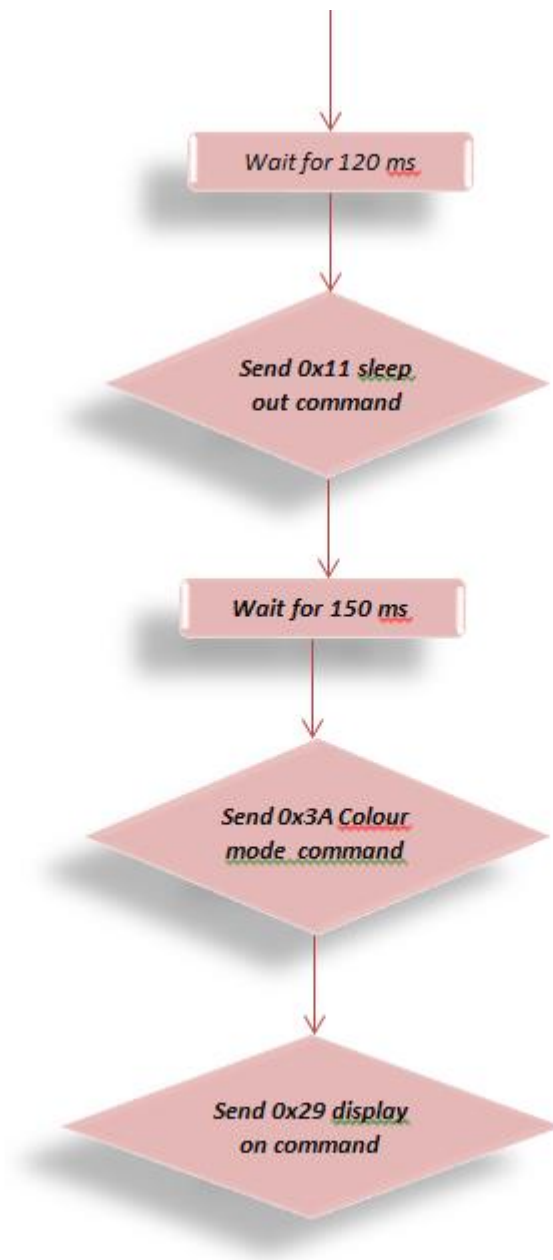 Wait for 120 ms
Send 0x11 sleep
out command
Wait for 150 ms
Send 0x3A Colour
mode command
Send 0x29 display
on command